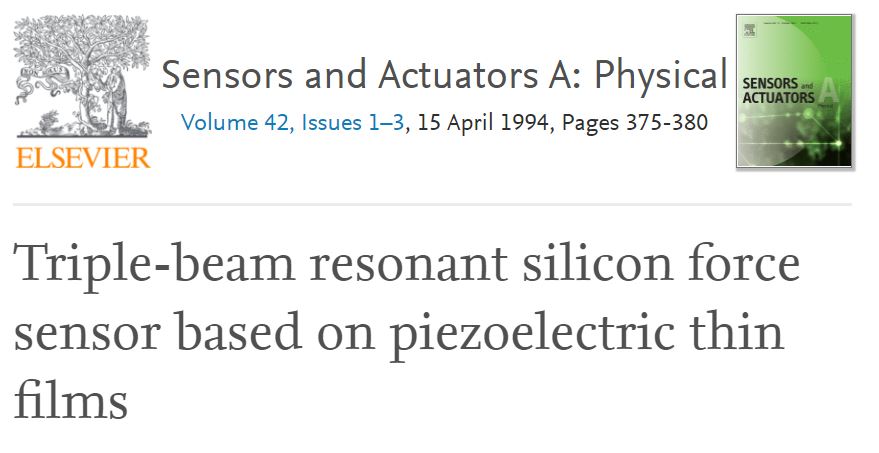 Sensors and Actuators A: Physical
Volume 42, Issues 1–3, 15 April 1994, Pages 375-380
ELSEVIER
SENSORS and
ACTUATORS A
Triple-beam resonant silicon force
sensor based on piezoelectric thin
films